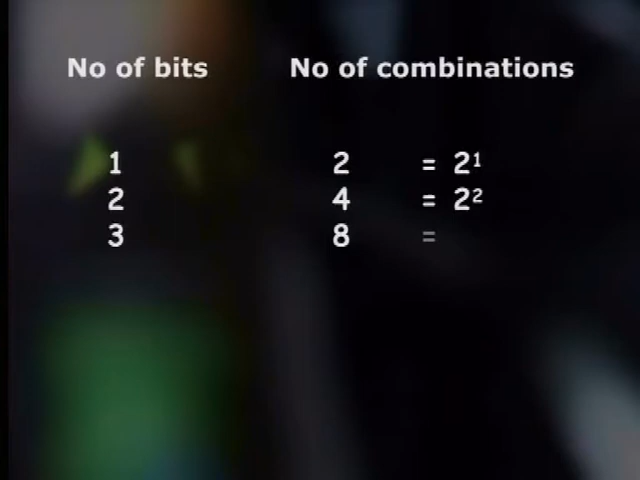 No of bits No of combinations
1 2 = 2¹
2 4 = 2²
3 8 =